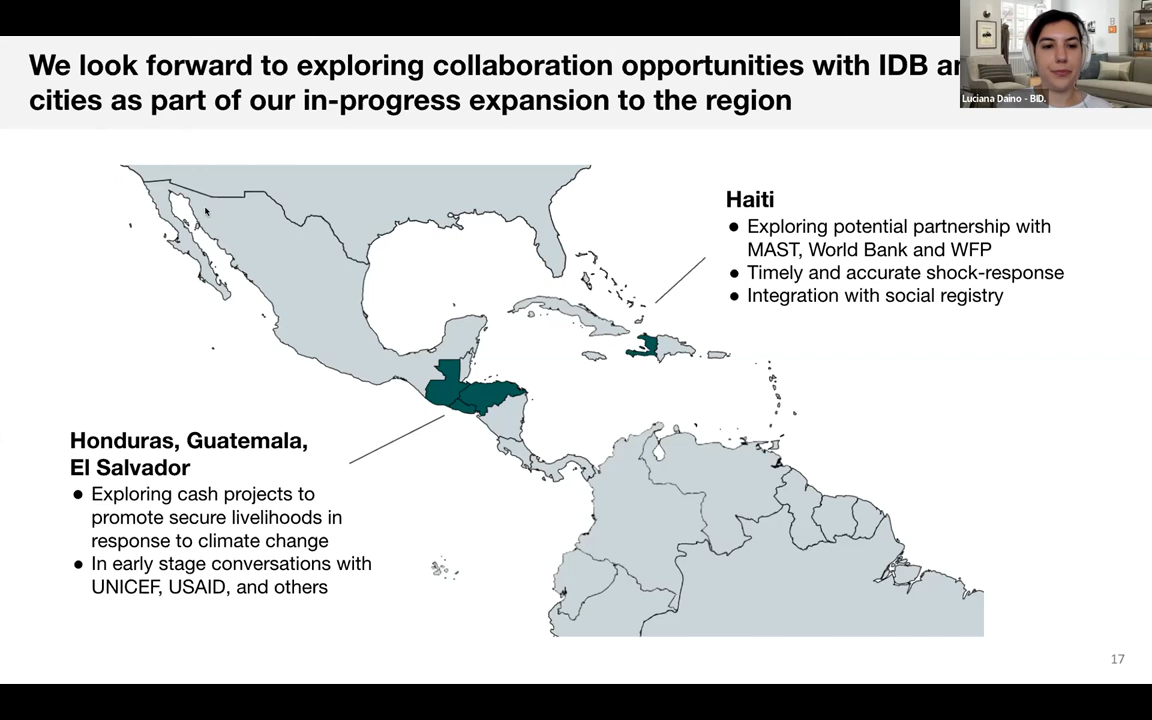 We look forward to exploring collaboration opportunities with IDB
cities as part of our in-progress expansion to the region
Luciana Daino - BID.
Haiti
● Exploring potential partnership with
MAST, World Bank and WFP
● Timely and accurate shock-response
● Integration with social registry
Honduras, Guatemala,
El Salvador
● Exploring cash projects to
promote secure livelihoods in
response to climate change
● In early stage conversations with
UNICEF, USAID, and others
17